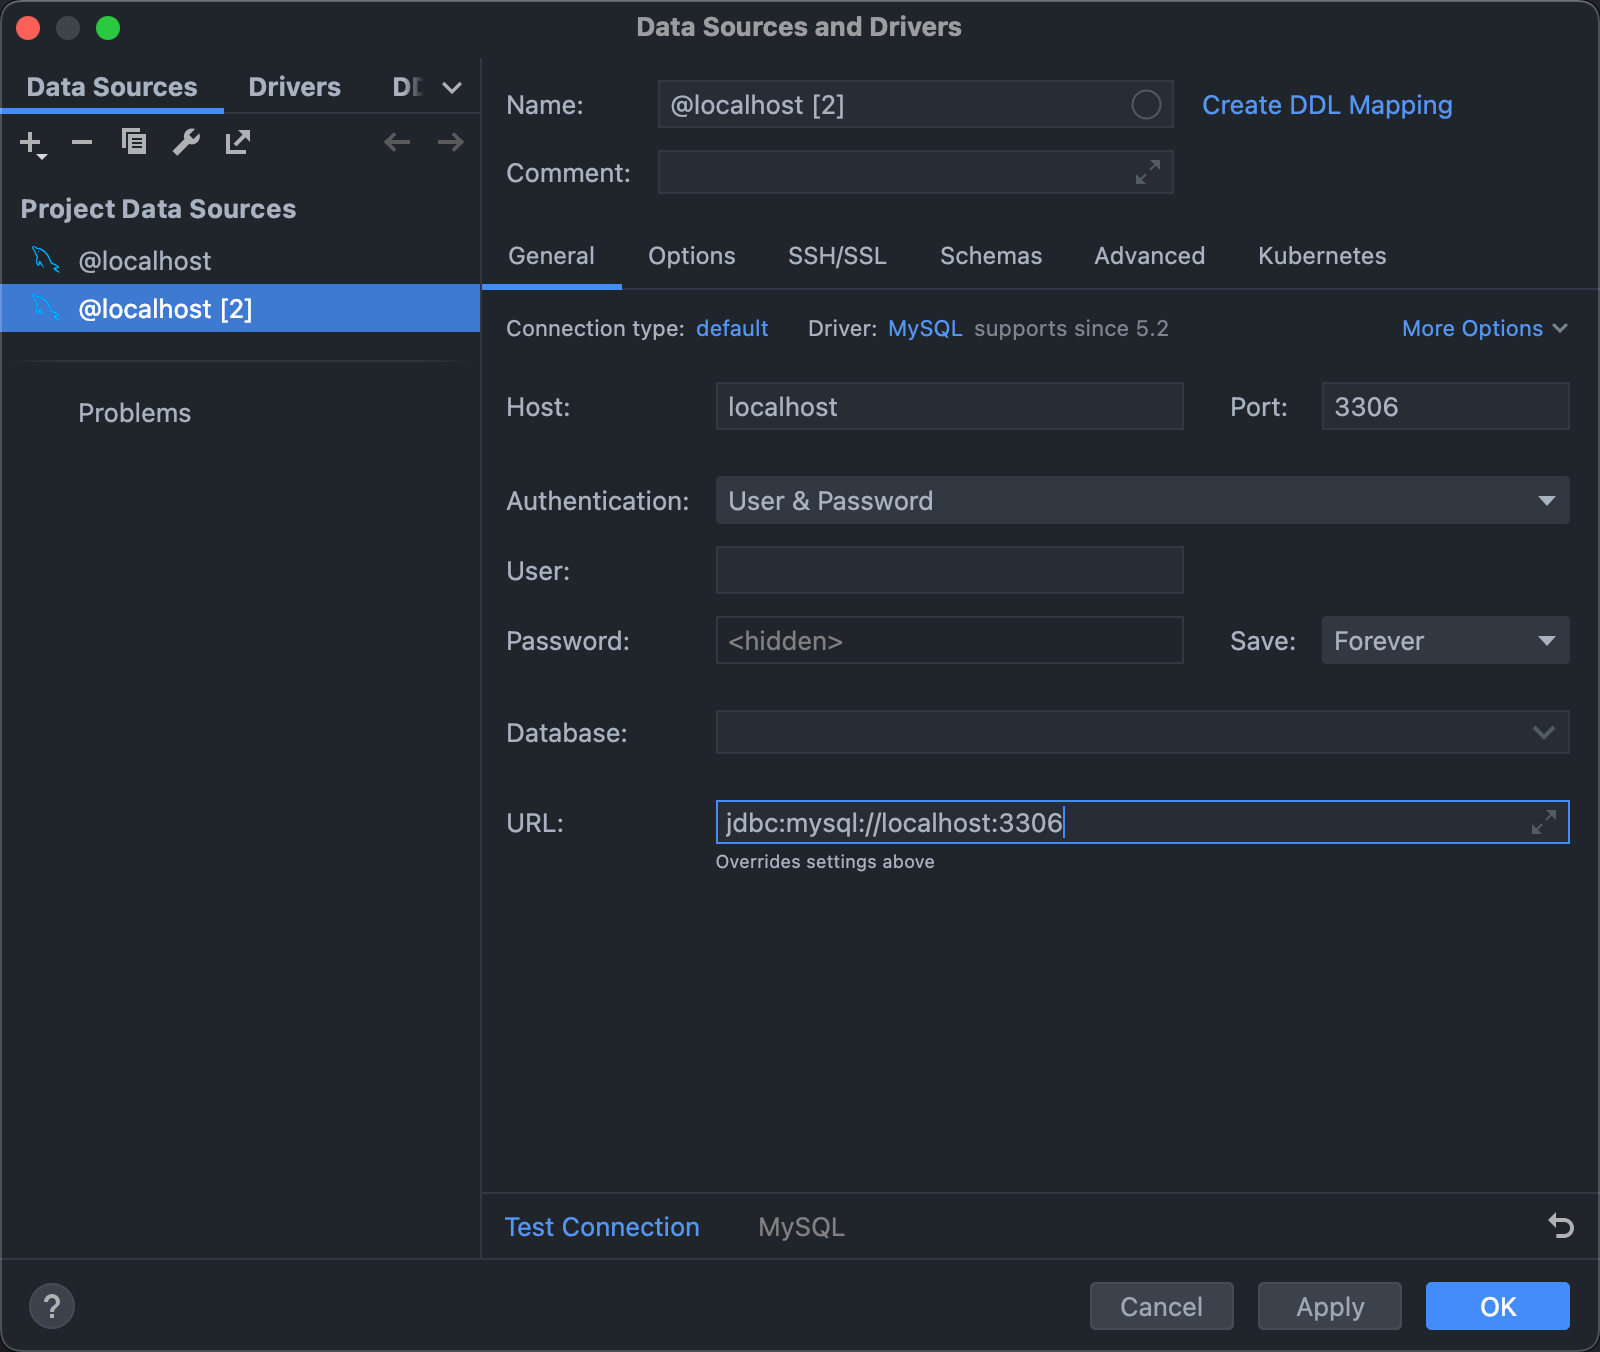 Data Sources and Drivers
Data Sources Drivers
Name: @localhost [2] Create DDL Mapping
Comment:
Project Data Sources
@localhost
@localhost [2]
Problems
General Options SSH/SSL Schemas Advanced Kubernetes
Connection type: default Driver: MySQL supports since 5.2 More Options
Host: localhost Port: 3306
Authentication: User & Password
User:
Password: <hidden> Save: Forever
Database:
URL: jdbc:mysql://localhost:3306
Overrides settings above
Test Connection MySQL
? Cancel Apply OK